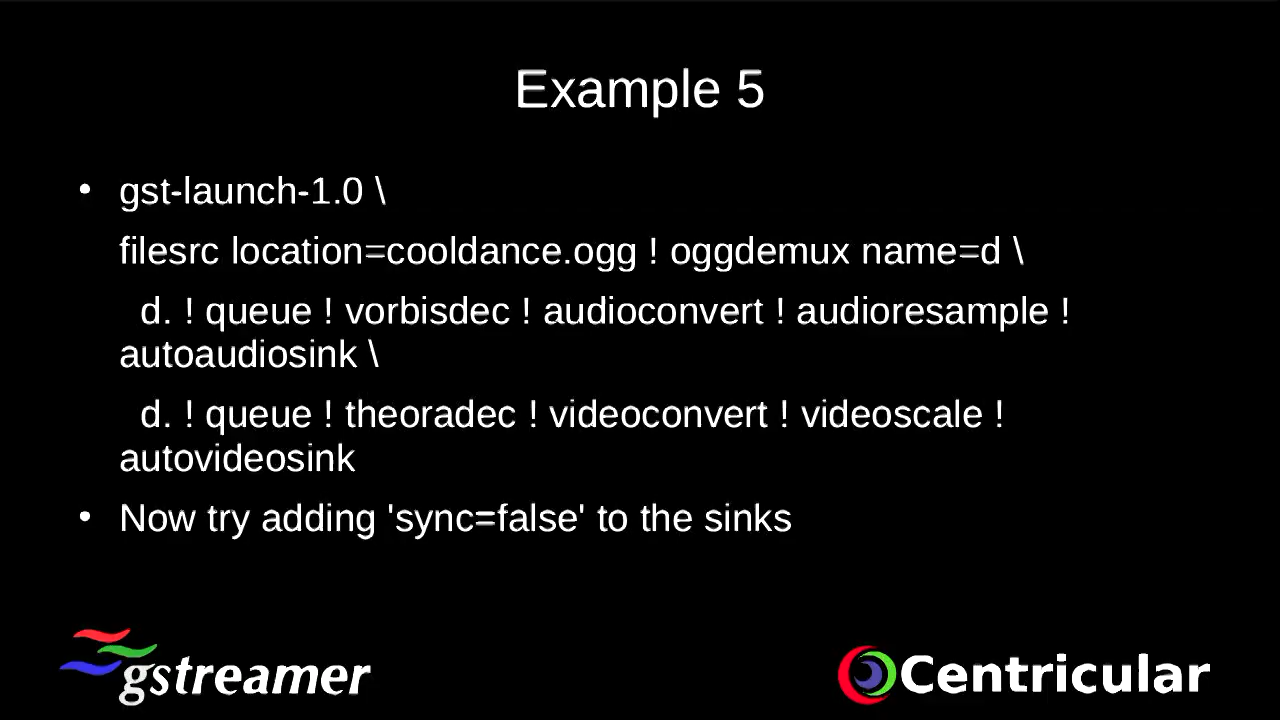 Example 5
• gst-launch-1.0 \
filesrc location=cooldance.ogg ! oggdemux name=d \
d. ! queue ! vorbisdec ! audioconvert ! audioresample !
autoaudiosink \
d. ! queue ! theoradec ! videoconvert ! videoscale !
autovideosink
• Now try adding 'sync=false' to the sinks
gstreamer
Centricular